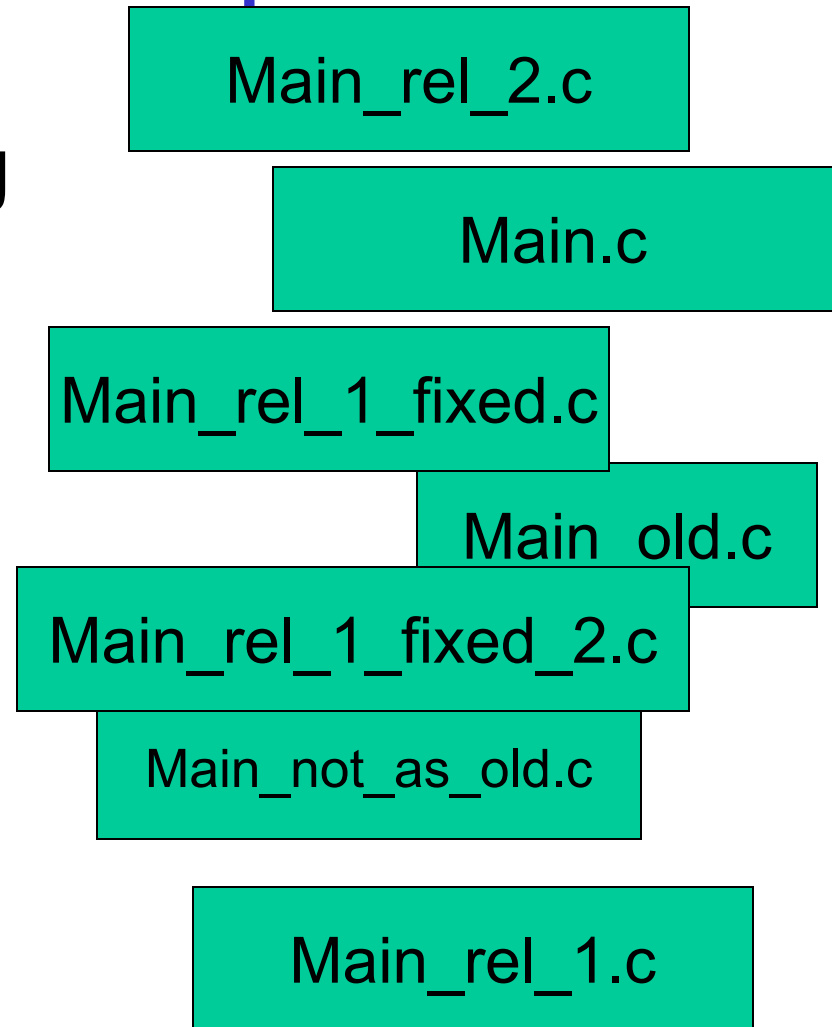 Main_rel_2.c
g
Main.c
Main_rel_1_fixed.c
Main_old.c
Main_rel_1_fixed_2.c
Main_not_as_old.c
Main_rel_1.c